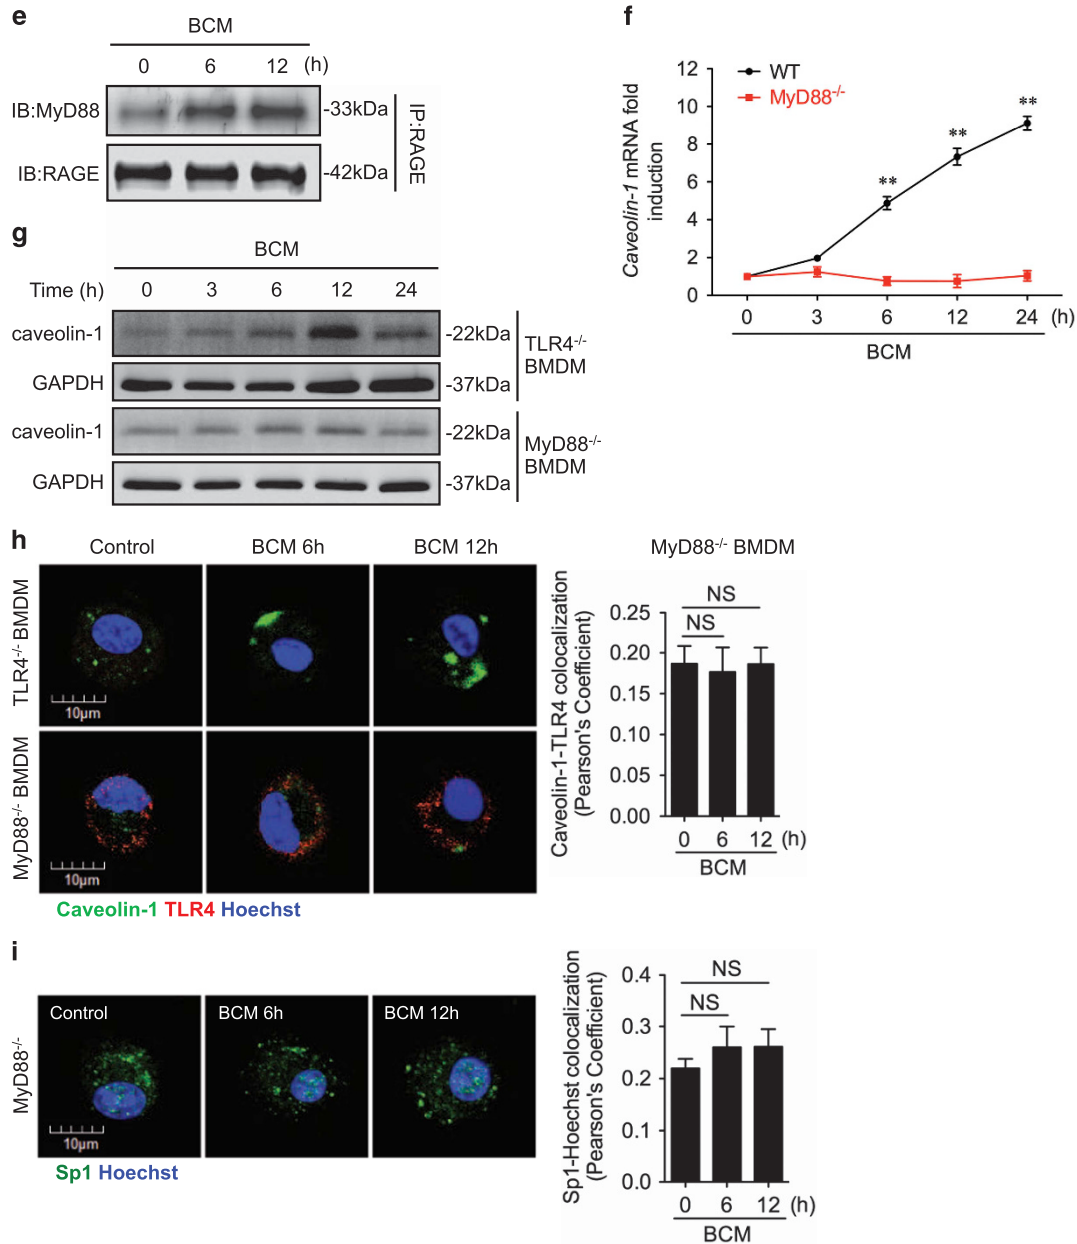 e
BCM
0 6 12 (h)
IB:MyD88
-33kDa
IB:RAGE
-42kDa
IP:RAGE
f
WT
MyD88-/-
Caveolin-1 mRNA fold
induction
12
10
8
6
4
2
0
**
**
**
0 3 6 12 24 (h)
BCM
g
BCM
Time (h) 0 3 6 12 24
caveolin-1
-22kDa
GAPDH
-37kDa
TLR4-/-
BMDM
caveolin-1
-22kDa
GAPDH
-37kDa
MyD88-/-
BMDM
h
Control BCM 6h BCM 12h
TLR4-/- BMDM
10μm
MyD88-/- BMDM
10μm
Caveolin-1 TLR4 Hoechst
MyD88-/- BMDM
Caveolin-1-TLR4 colocalization
(Pearson's Coefficient)
0.25
0.20
0.15
0.10
0.05
0.00
NS
NS
0 6 12 (h)
BCM
i
MyD88-/-
Control BCM 6h BCM 12h
10μm
Sp1 Hoechst
Sp1-Hoechst colocalization
(Pearson's Coefficient)
0.4
0.3
0.2
0.1
0.0
NS
NS
0 6 12 (h)
BCM